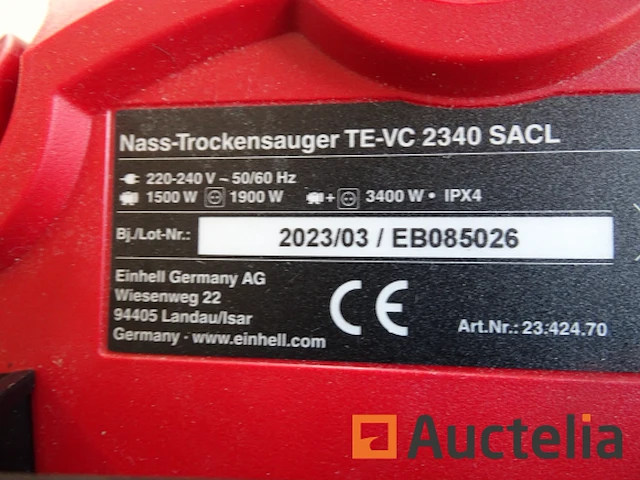 Nass-Trockensauger TE-VC 2340 SACL
220-240 V ~ 50/60 Hz
1500 W 1900 W + 3400 W • IPX4
Bj./Lot-Nr.: 2023/03 / EB085026
Einhell Germany AG
Wiesenweg 22
94405 Landau/Isar
Germany · www.einhell.com
CE
Art.Nr.: 23.424.70
Auctelia